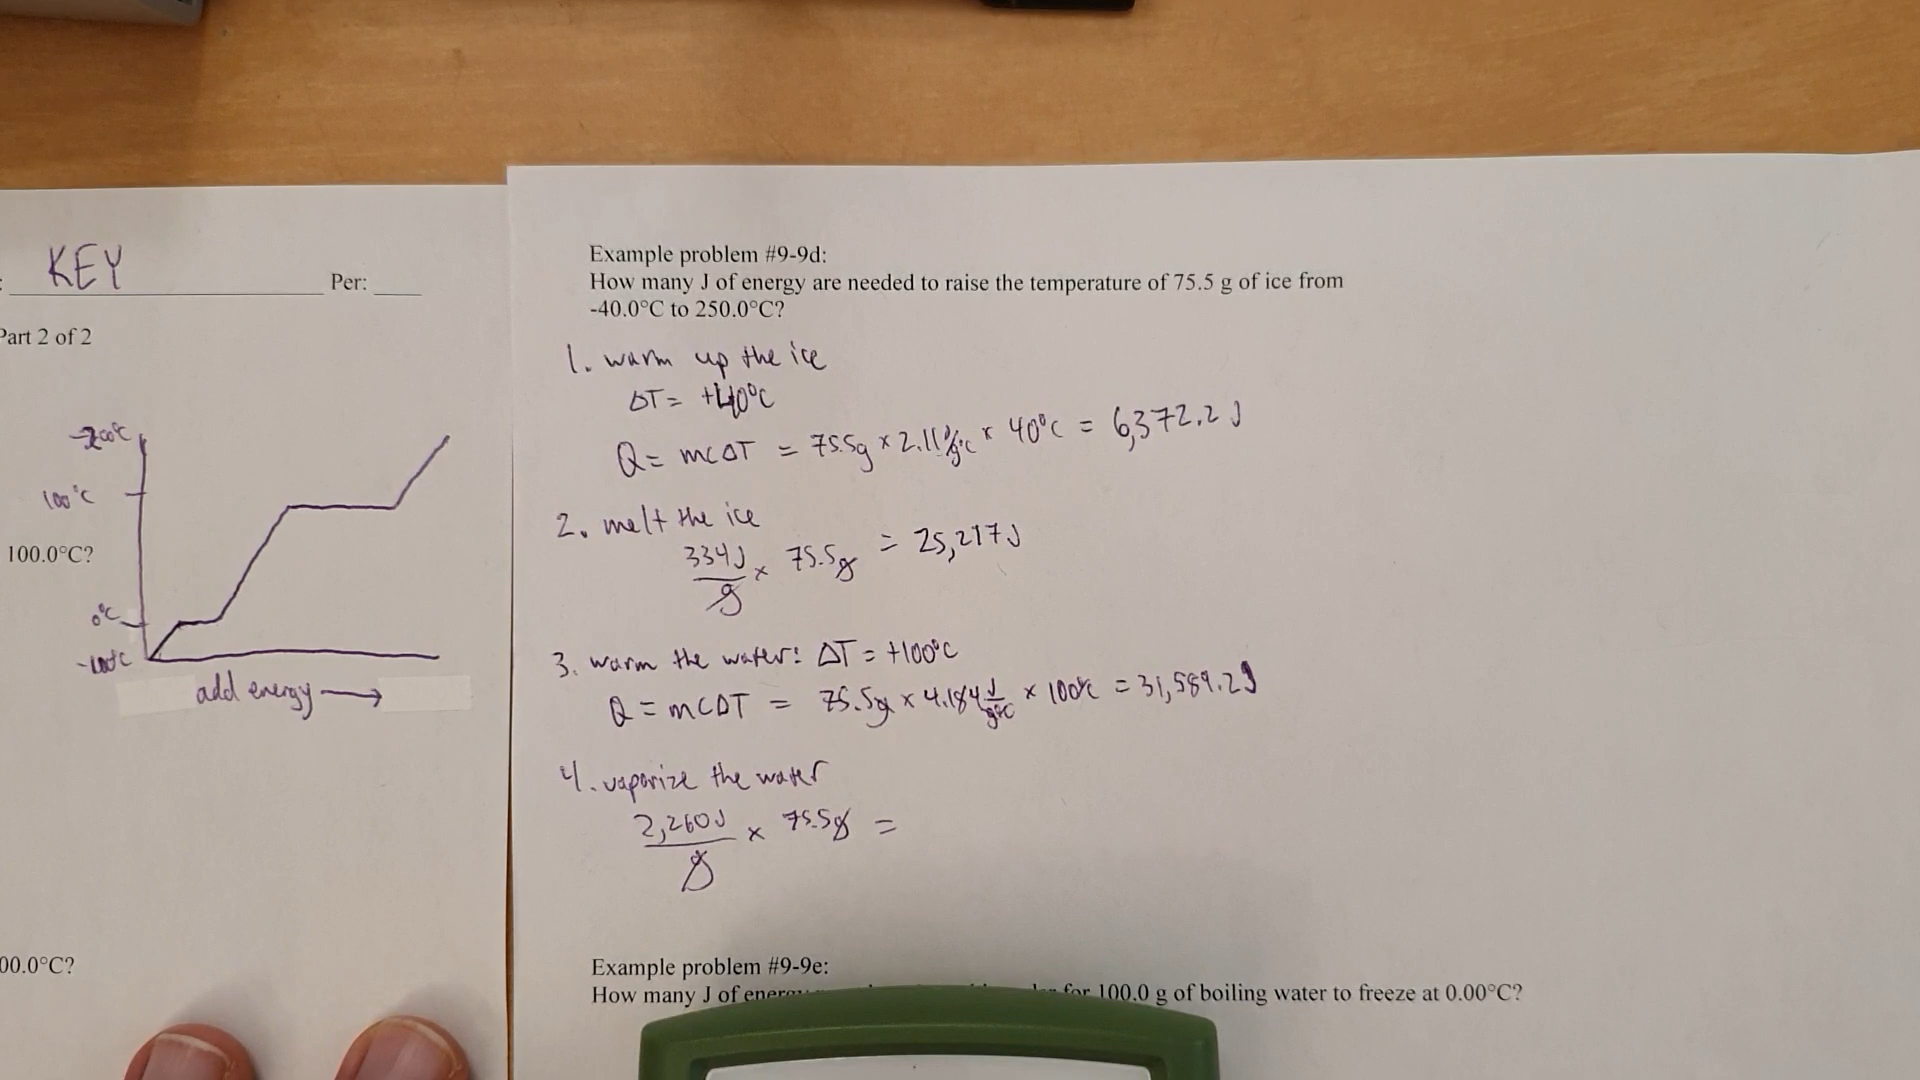 KEY
Per:
Part 2 of 2
-200°C
100°C
100.0°C?
0°C
-100°C
add energy →
00.0°C?
Example problem #9-9d:
How many J of energy are needed to raise the temperature of 75.5 g of ice from
-40.0°C to 250.0°C?
1. warm up the ice
ΔT = +40°C
Q = mCΔT = 75.5g × 2.11 J/g°C × 40°C = 6,372.2 J
2. melt the ice
334J/g × 75.5g = 25,217J
3. warm the water: ΔT = +100°C
Q = mCΔT = 75.5g × 4.184 J/g°C × 100°C = 31,589.2J
4. vaporize the water
2,260J/g × 75.5g =
Example problem #9-9e:
How many J of for 100.0 g of boiling water to freeze at 0.00°C?